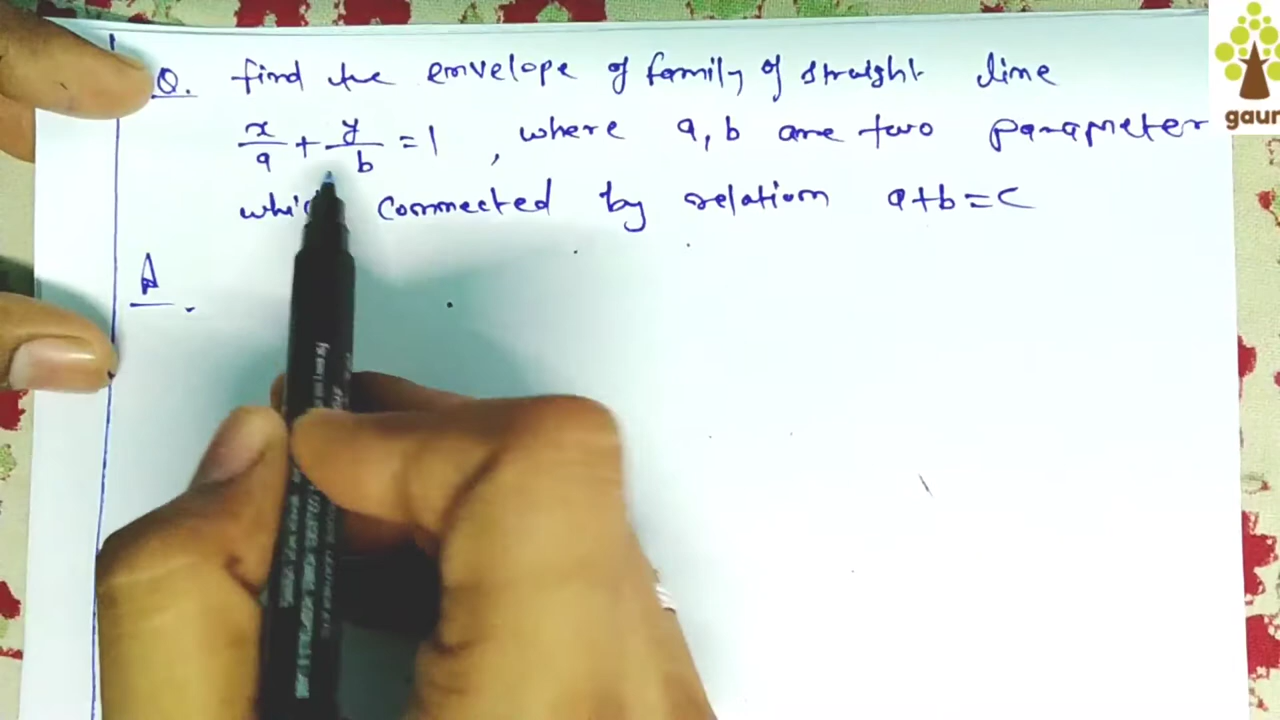 Q. find the envelope of family of straight line
x/a + y/b = 1 , where a, b are two parameter
connected by relation a+b=c
A.
gaur